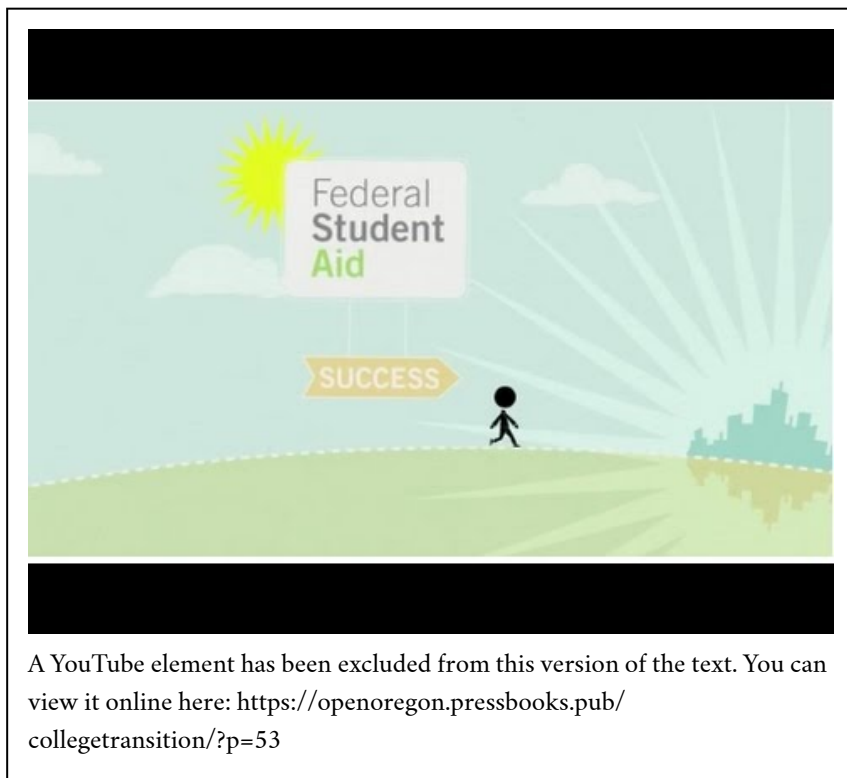 Federal
Student
Aid
SUCCESS
A YouTube element has been excluded from this version of the text. You can
view it online here: https://openoregon.pressbooks.pub/
collegetransition/?p=53